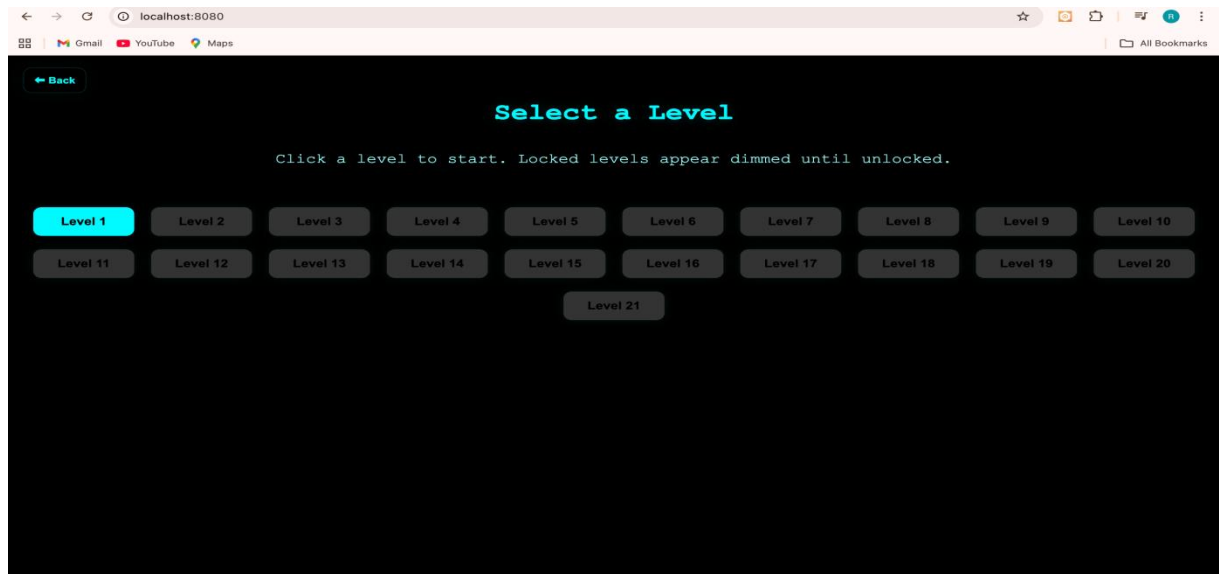 localhost:8080
Gmail YouTube Maps All Bookmarks
R
Back
Select a Level
Click a level to start. Locked levels appear dimmed until unlocked.
Level 1 Level 2 Level 3 Level 4 Level 5 Level 6 Level 7 Level 8 Level 9 Level 10
Level 11 Level 12 Level 13 Level 14 Level 15 Level 16 Level 17 Level 18 Level 19 Level 20
Level 21